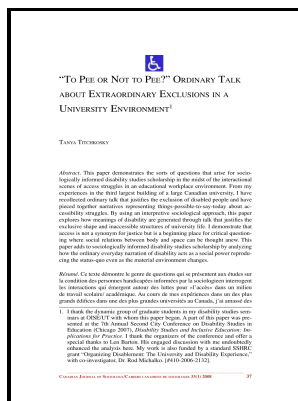 “To Pee or Not to Pee?” Ordinary Talk
about Extraordinary Exclusions in a
University Environment¹
Tanya Titchkosky
Abstract. This paper demonstrates the sorts of questions that arise for socio-
logically informed disability studies scholarship in the midst of the interactional
scenes of access struggles in an educational workplace environment. From my
experiences in the third largest building of a large Canadian university, I have
recollected ordinary talk that justifies the exclusion of disabled people and have
pieced together narratives representing things-possible-to-say-today about ac-
cessibility struggles. By using an interpretive sociological approach, this paper
explores how meanings of disability are generated through talk that justifies the
exclusive shape and inaccessible structures of university life. I demonstrate that
access is not a synonym for justice but is a beginning place for critical question-
ing where social relations between body and space can be thought anew. This
paper adds to sociologically informed disability studies scholarship by analyzing
how the ordinary everyday narration of disability acts as a social power reprodu-
cing the status-quo even as the material environment changes.
Résumé. Ce texte démontre le genre de questions qui se présentent aux études sur
la condition des personnes handicapées informées par la sociologiques interrogent
les interactions qui émergent autour des luttes pour «l’accès» dans un milieu
de travail scolaire/ académique. Au cours de mes expériences dans un des plus
grands édifices dans une des plus grandes universités au Canada, j’ai amassé des
1. I thank the dynamic group of graduate students in my disability studies sem-
inars at OISE/UT with whom this paper began. A part of this paper was pre-
sented at the 7th Annual Second City Conference on Disability Studies in
Education (Chicago 2007), Disability Studies and Inclusive Education: Im-
plications for Practice. I thank the organizers of the conference and offer a
special thanks to Len Barton. His engaged discussion with me undoubtedly
enhanced the analysis here. My work is also funded by a standard SSHRC
grant “Organizing Disablement: The University and Disability Experience,”
with co-investigator, Dr. Rod Michalko, [#410-2006-2132].
Canadian Journal of Sociology/Cahiers canadiens de sociologie 33(1) 2008 37